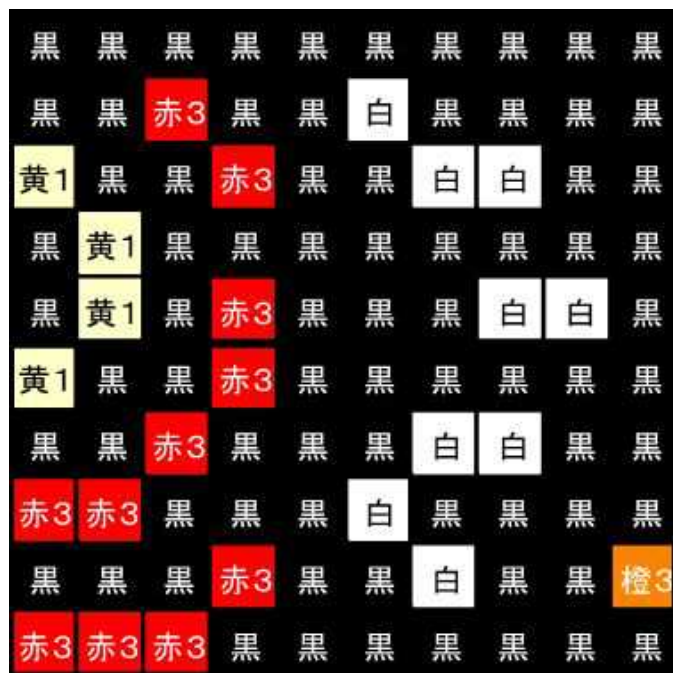 黒 黒 黒 黒 黒 黒 黒 黒 黒 黒
黒 黒 赤3 黒 黒 白 黒 黒 黒 黒
黄1 黒 黒 赤3 黒 黒 白 白 黒 黒
黒 黄1 黒 黒 黒 黒 黒 黒 黒 黒
黒 黄1 黒 赤3 黒 黒 黒 白 白 黒
黄1 黒 黒 赤3 黒 黒 黒 黒 黒 黒
黒 黒 赤3 黒 黒 黒 白 白 黒 黒
赤3 赤3 黒 黒 黒 白 黒 黒 黒 黒
黒 黒 黒 赤3 黒 黒 白 黒 黒 橙3
赤3 赤3 赤3 黒 黒 黒 黒 黒 黒 黒